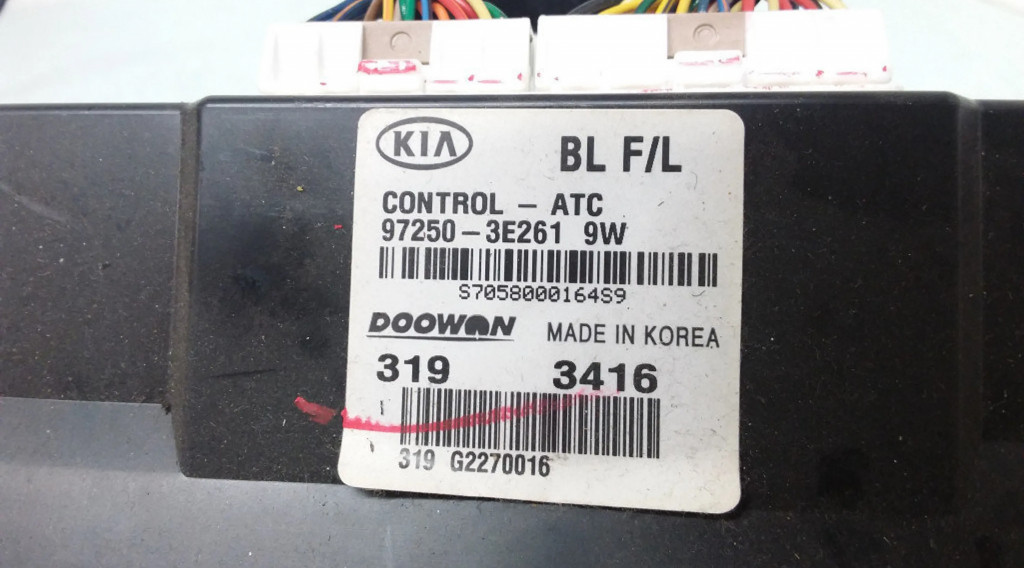 KIA BL F/L
CONTROL - ATC
97250-3E261 9W
S7058000164S9
DOOWON MADE IN KOREA
319 3416
319 G2270016